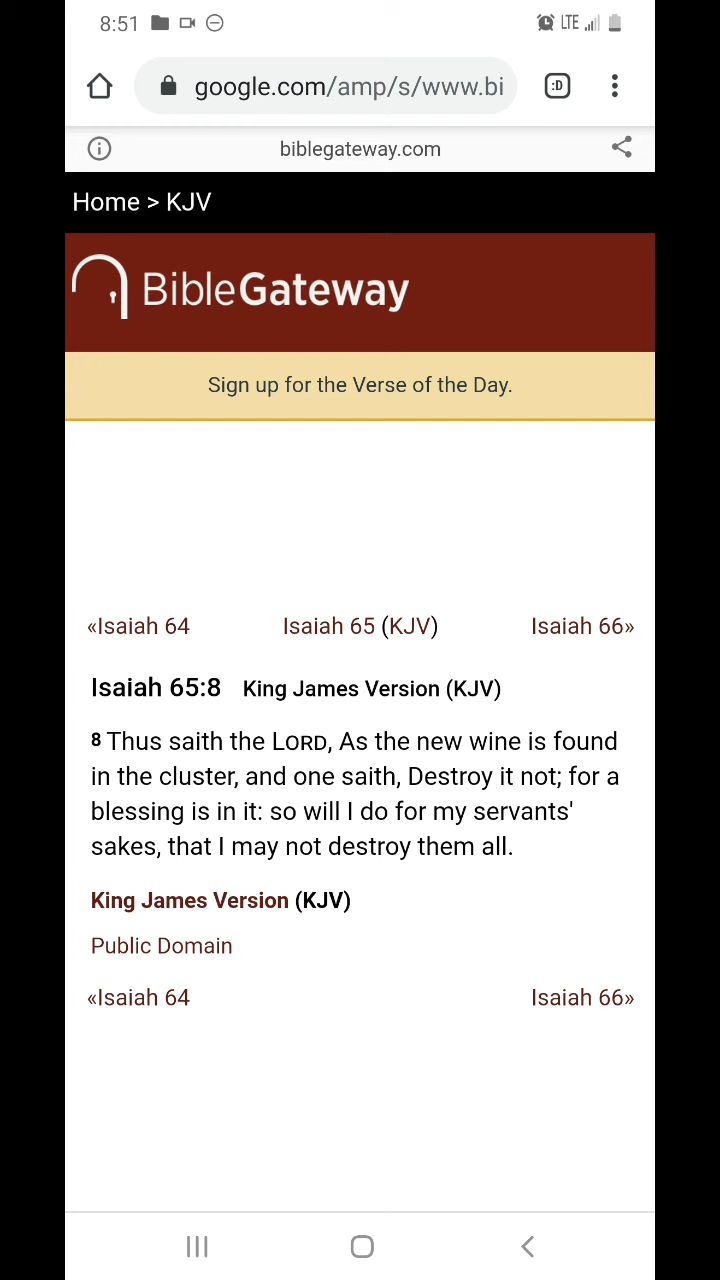 8:51 LTE
google.com/amp/s/www.bi :D
biblegateway.com
Home > KJV
BibleGateway
Sign up for the Verse of the Day.
«Isaiah 64 Isaiah 65 (KJV) Isaiah 66»
Isaiah 65:8 King James Version (KJV)
8 Thus saith the LORD, As the new wine is found
in the cluster, and one saith, Destroy it not; for a
blessing is in it: so will I do for my servants'
sakes, that I may not destroy them all.
King James Version (KJV)
Public Domain
«Isaiah 64 Isaiah 66»